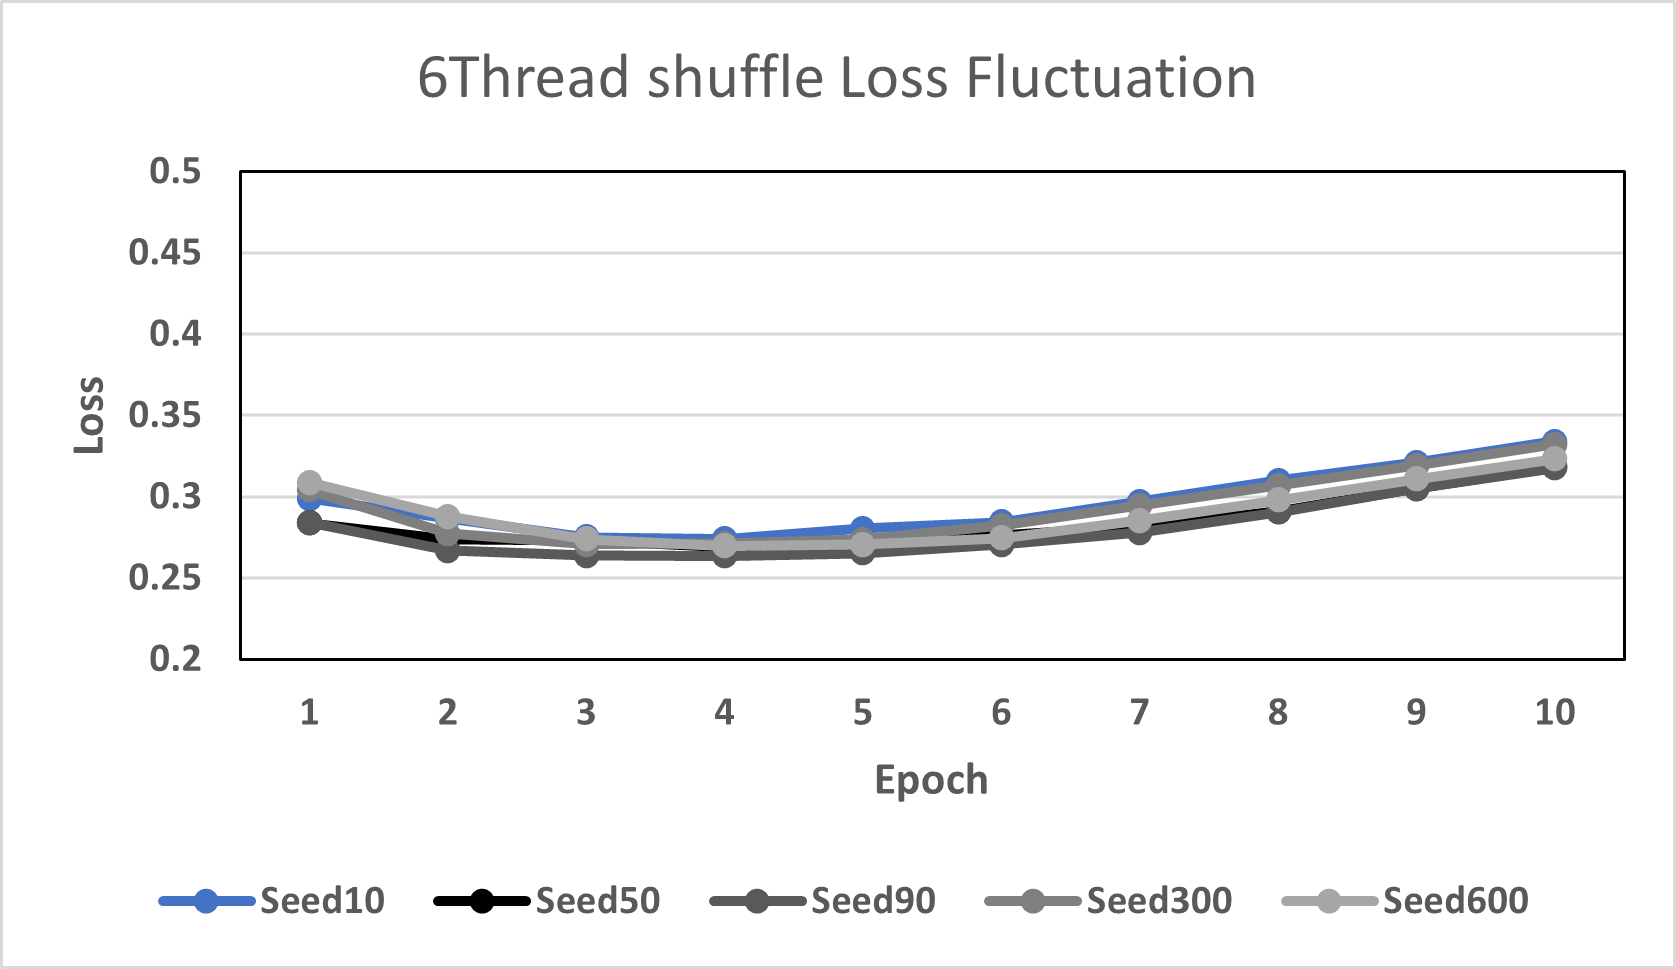 6Thread shuffle Loss Fluctuation
0.5
0.45
0.4
0.35
0.3
0.25
0.2
Loss
1 2 3 4 5 6 7 8 9 10
Epoch
Seed10 Seed50 Seed90 Seed300 Seed600